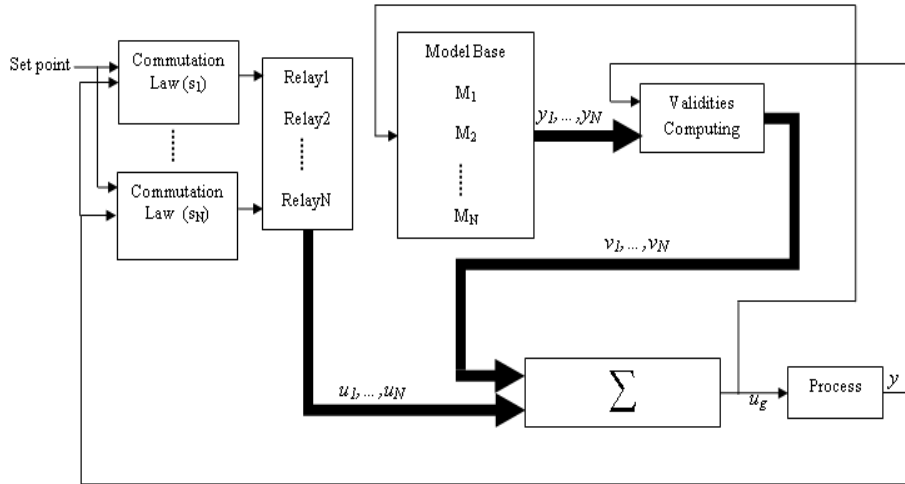 Set point
Commutation
Law (s1)
Commutation
Law (sN)
Relay1
Relay2
RelayN
Model Base
M1
M2
MN
y1,...,yN
Validities
Computing
v1,...,vN
u1,...,uN
∑
ug
Process
y